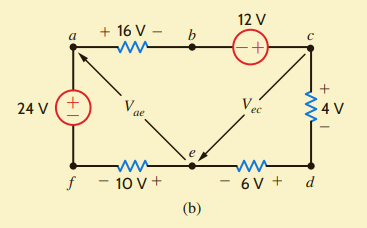 12 V
a + 16 V – b – + c
24 V + – V_ae V_ec + 4 V –
e
f – 10 V + – 6 V + d
(b)